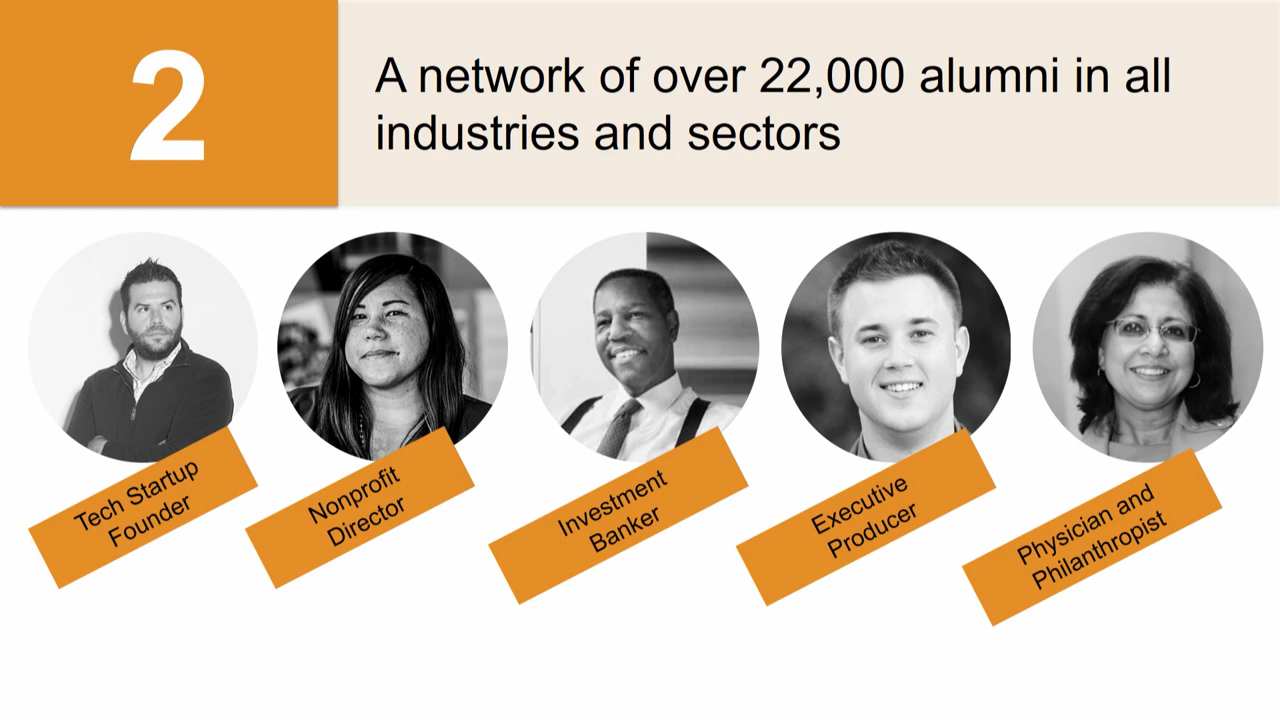 2
A network of over 22,000 alumni in all
industries and sectors
Tech Startup
Founder
Nonprofit
Director
Investment
Banker
Executive
Producer
Physician and
Philanthropist